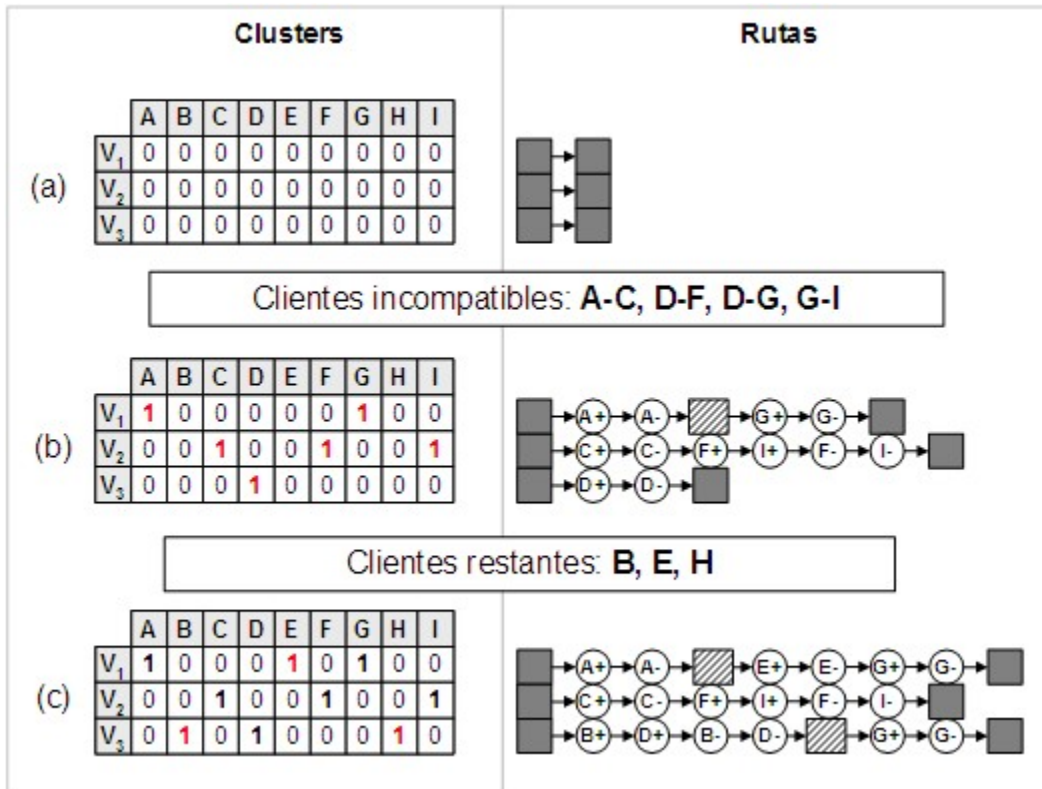 Clusters Rutas
A B C D E F G H I
V1 0 0 0 0 0 0 0 0 0
(a) V2 0 0 0 0 0 0 0 0 0
V3 0 0 0 0 0 0 0 0 0
Clientes incompatibles: A-C, D-F, D-G, G-I
A B C D E F G H I
V1 1 0 0 0 0 0 1 0 0 A+ A- G+ G-
(b) V2 0 0 1 0 0 1 0 0 1 C+ C- F+ I+ F- I-
V3 0 0 0 1 0 0 0 0 0 D+ D-
Clientes restantes: B, E, H
A B C D E F G H I
V1 1 0 0 0 1 0 1 0 0 A+ A- E+ E- G+ G-
(c) V2 0 0 1 0 0 1 0 0 1 C+ C- F+ I+ F- I-
V3 0 1 0 1 0 0 0 1 0 B+ D+ B- D- G+ G-